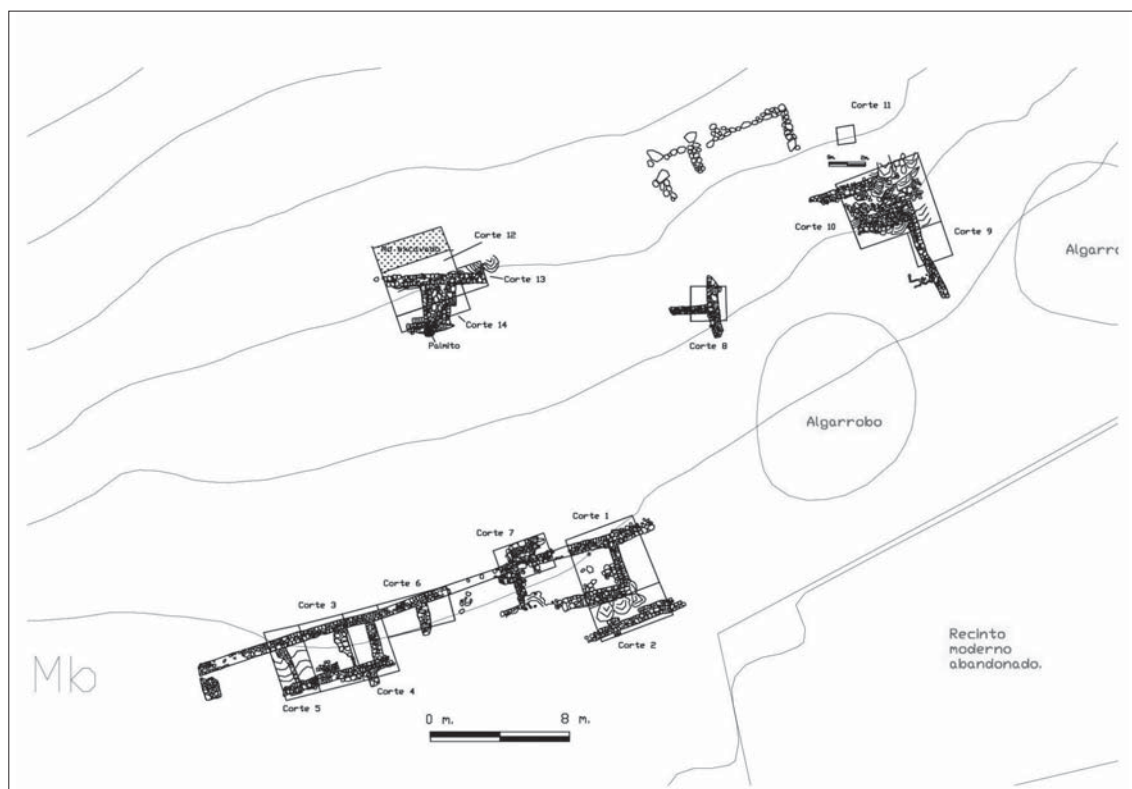 Corte 11
Corte 10
Corte 9
Corte 12
Corte 13
Corte 14
Palmito
Corte 8
Algarro
Algarrobo
Corte 1
Corte 7
Corte 6
Corte 3
Corte 2
Corte 4
Corte 5
Mb
0 m. 8 m.
Recinto
moderno
abandonado.